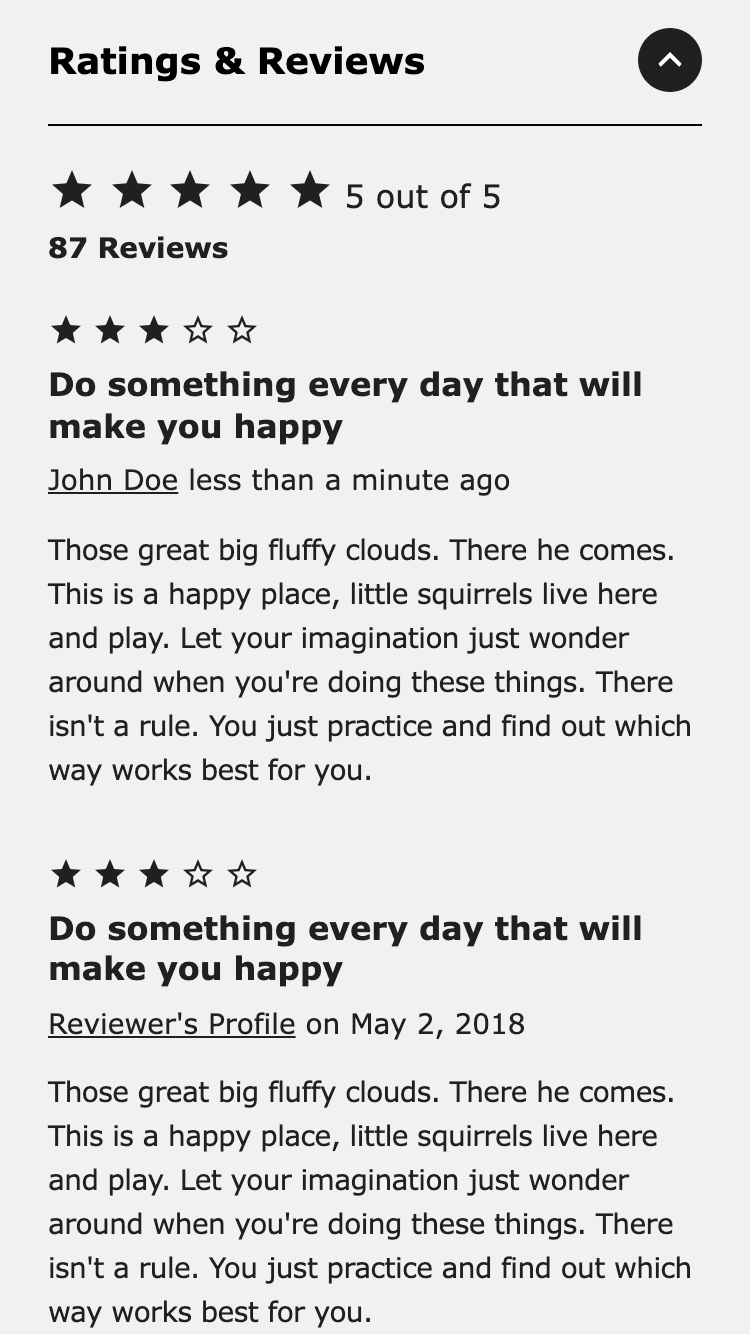 Ratings & Reviews
5 out of 5
87 Reviews
Do something every day that will
make you happy
John Doe less than a minute ago
Those great big fluffy clouds. There he comes.
This is a happy place, little squirrels live here
and play. Let your imagination just wonder
around when you're doing these things. There
isn't a rule. You just practice and find out which
way works best for you.
Do something every day that will
make you happy
Reviewer's Profile on May 2, 2018
Those great big fluffy clouds. There he comes.
This is a happy place, little squirrels live here
and play. Let your imagination just wonder
around when you're doing these things. There
isn't a rule. You just practice and find out which
way works best for you.